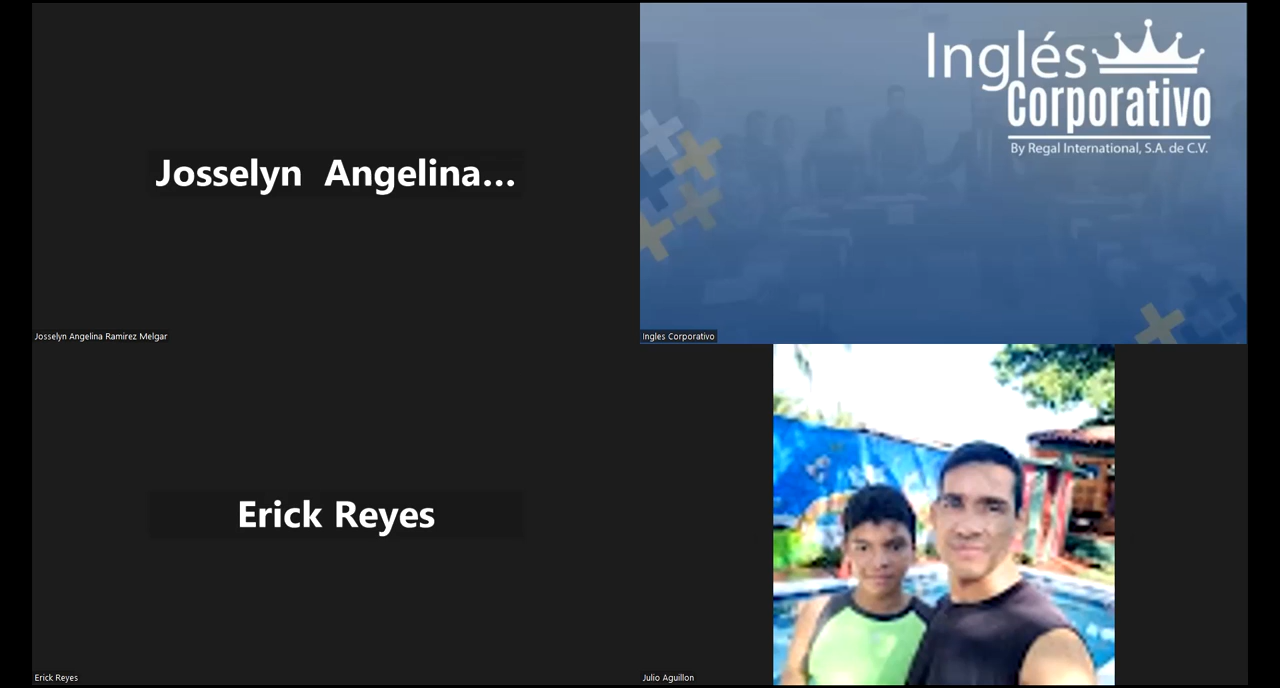 Josselyn  Angelina...
Josselyn Angelina Ramirez Melgar
Inglés
Corporativo
By Regal International, S.A. de C.V.
Ingles Corporativo
Erick Reyes
Erick Reyes
Julio Aguillon